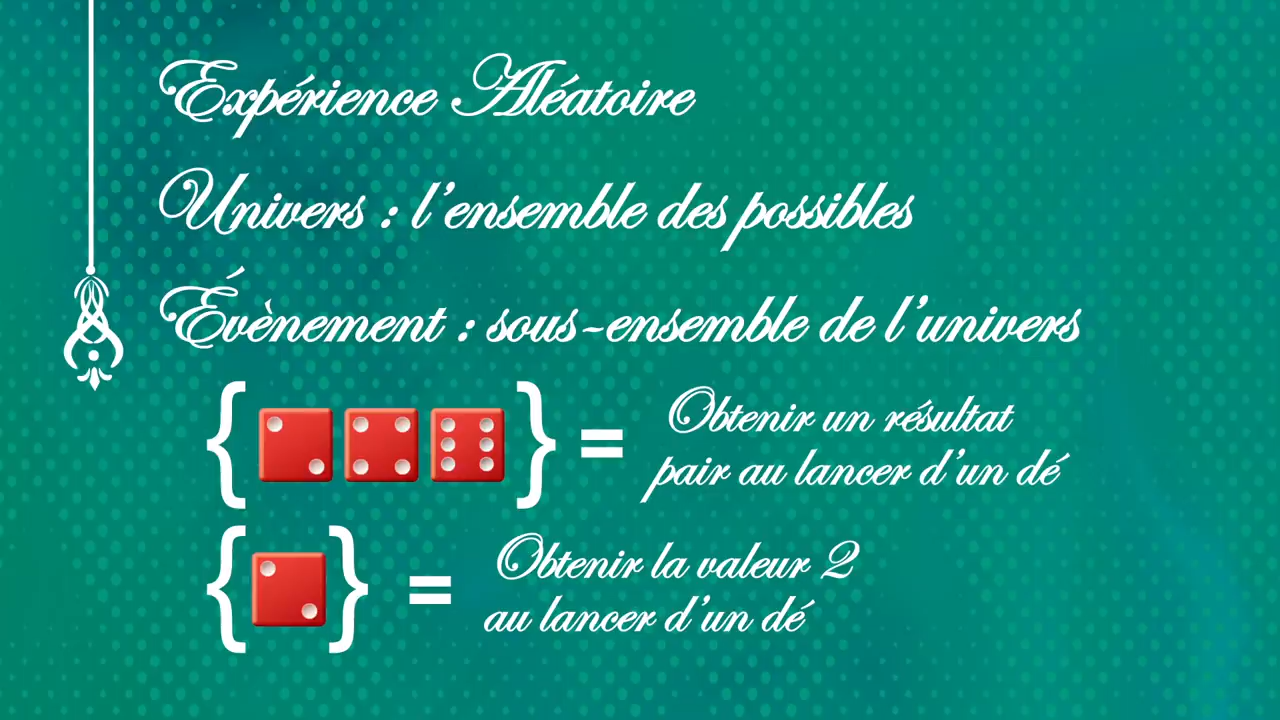 Expérience Aléatoire
Univers : l'ensemble des possibles
Évènement : sous-ensemble de l'univers
{ } = Obtenir un résultat
pair au lancer d'un dé
{ } = Obtenir la valeur 2
au lancer d'un dé